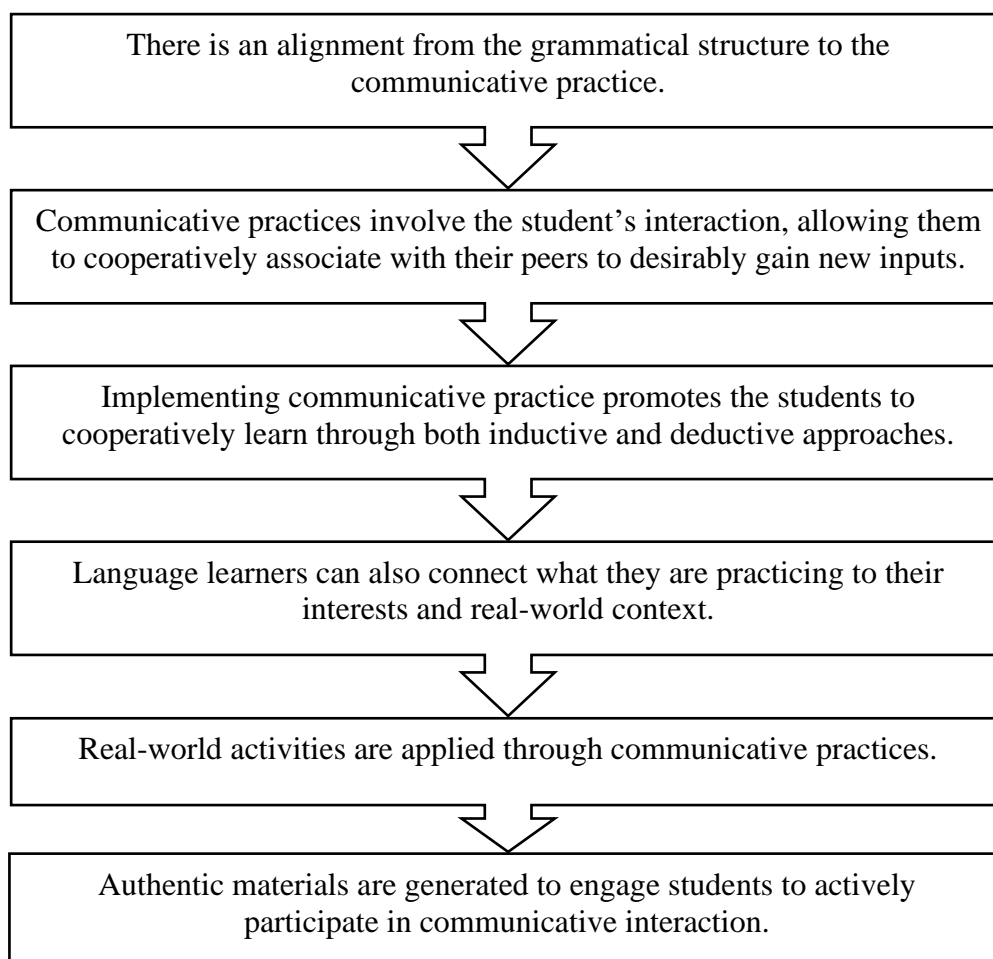 There is an alignment from the grammatical structure to the
communicative practice.
Communicative practices involve the student’s interaction, allowing them
to cooperatively associate with their peers to desirably gain new inputs.
Implementing communicative practice promotes the students to
cooperatively learn through both inductive and deductive approaches.
Language learners can also connect what they are practicing to their
interests and real-world context.
Real-world activities are applied through communicative practices.
Authentic materials are generated to engage students to actively
participate in communicative interaction.